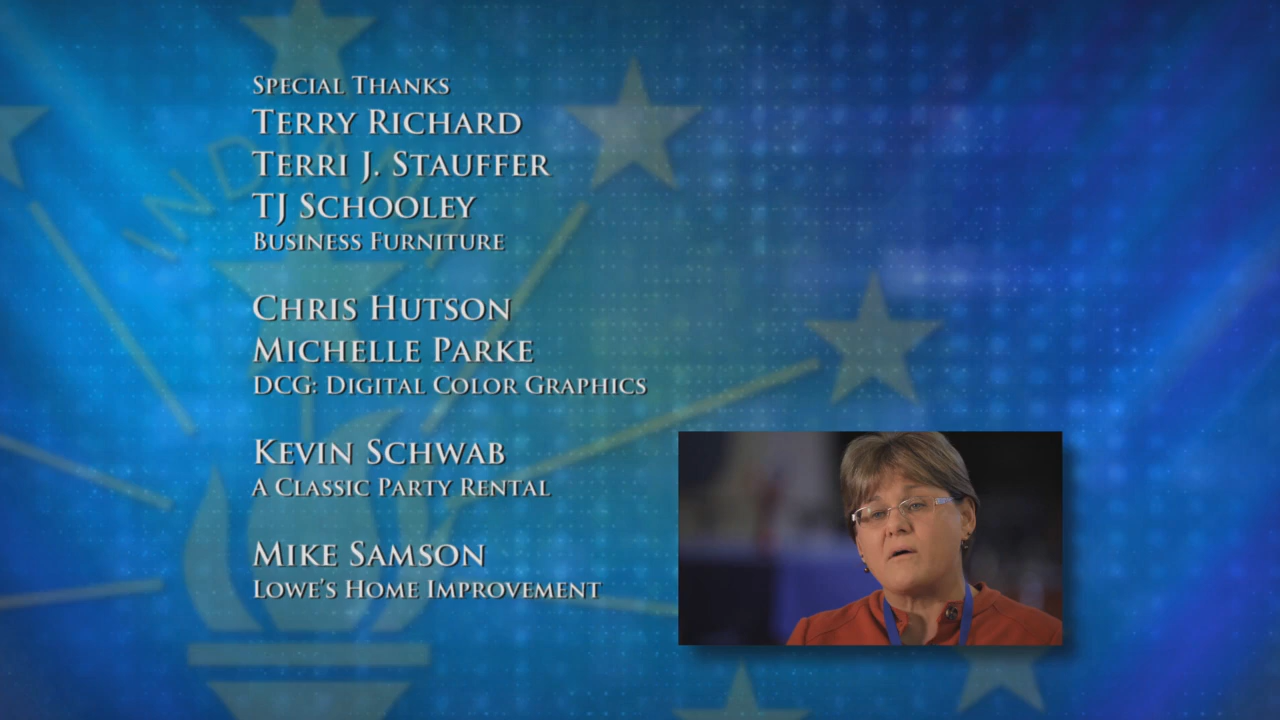 Special Thanks
Terry Richard
Terri J. Stauffer
TJ Schooley
Business Furniture
Chris Hutson
Michelle Parke
DCG: Digital Color Graphics
Kevin Schwab
A Classic Party Rental
Mike Samson
Lowe's Home Improvement